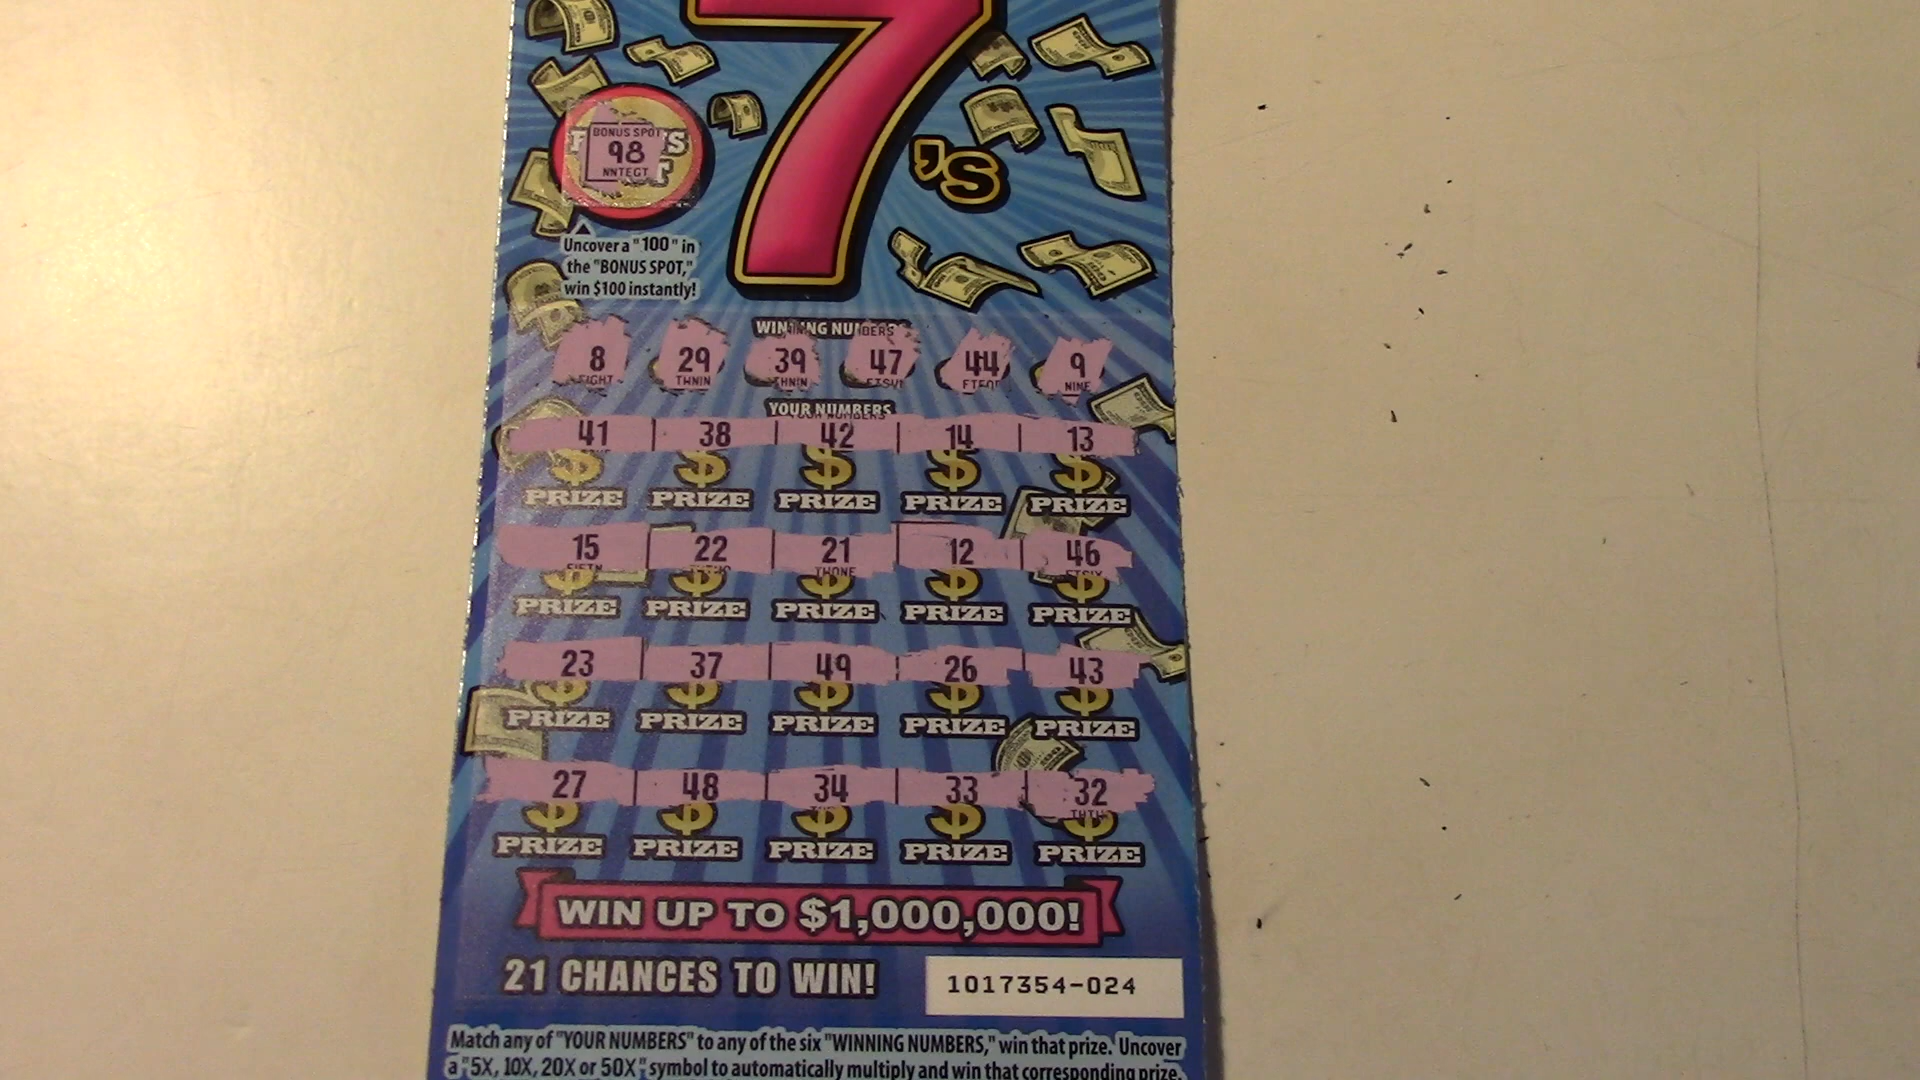 7's
BONUS SPOT
98
NNTEGT
Uncover a "100" in
the "BONUS SPOT,"
win $100 instantly!
WINNING NUMBERS
8 29 39 47 44 9
EIGHT TWNIN THNIN NINE
YOUR NUMBERS
41 38 42 14 13
PRIZE PRIZE PRIZE PRIZE PRIZE
15 22 21 12 46
TWONE
PRIZE PRIZE PRIZE PRIZE PRIZE
23 37 49 26 43
PRIZE PRIZE PRIZE PRIZE PRIZE
27 48 34 33 32
PRIZE PRIZE PRIZE PRIZE PRIZE
WIN UP TO $1,000,000!
21 CHANCES TO WIN!
1017354-024
Match any of "YOUR NUMBERS" to any of the six "WINNING NUMBERS," win that prize. Uncover
a "5X, 10X, 20X or 50X" symbol to automatically multiply and win that corresponding prize.